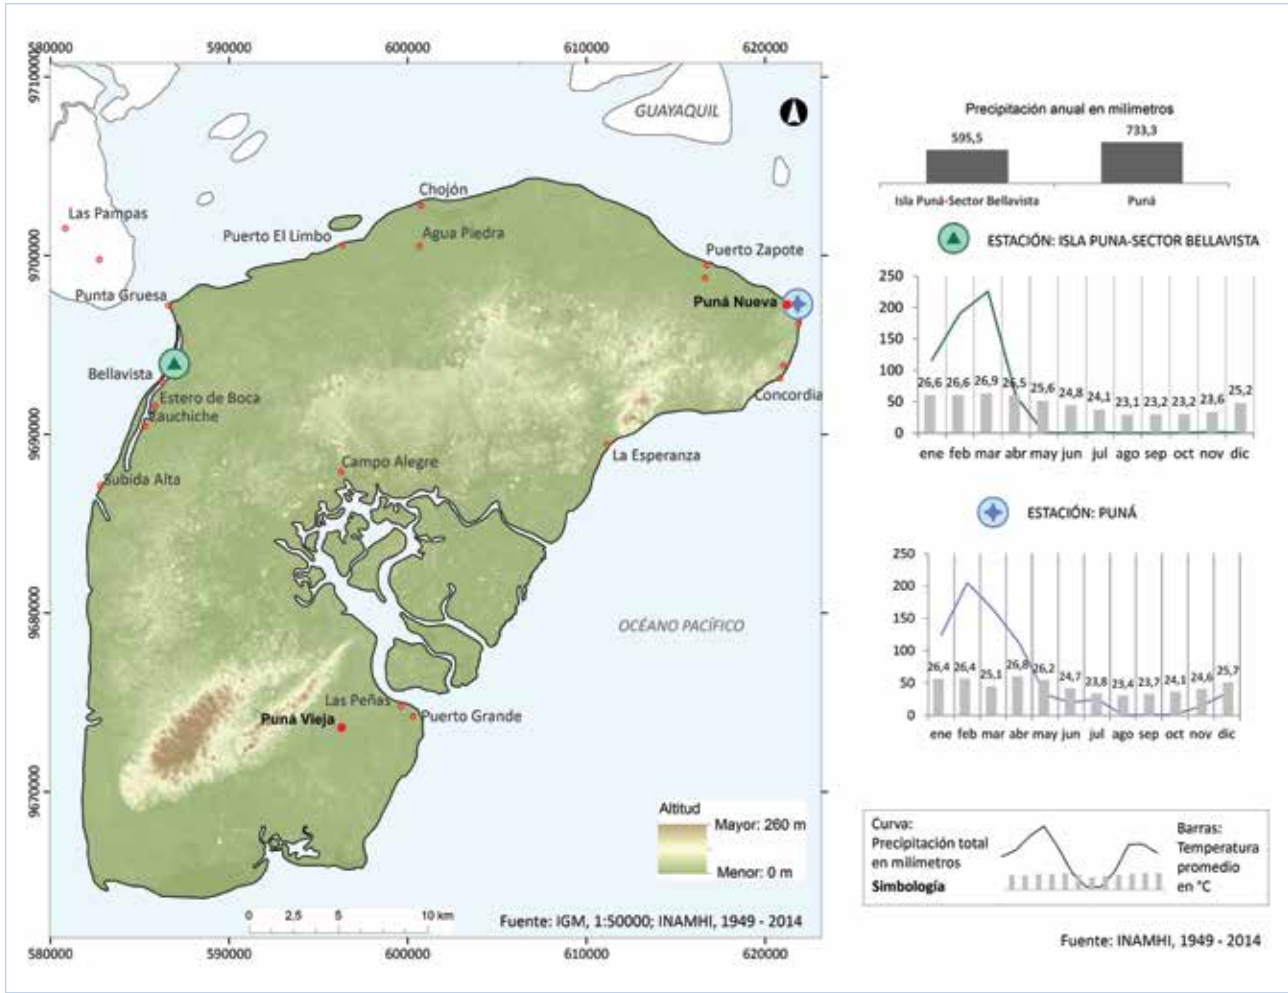 580000 590000 600000 610000 620000
9710000
9700000
9690000
9680000
9670000
GUAYAQUIL
Chojón
Las Pampas
Puerto El Limbo
Agua Piedra
Puerto Zapote
Punta Gruesa
Puná Nueva
Bellavista
Estero de Boca
Cauchiche
Concordia
La Esperanza
Campo Alegre
Subida Alta
OCÉANO PACÍFICO
Las Peñas
Puná Vieja
Puerto Grande
Altitud
Mayor: 260 m
Menor: 0 m
0 2.5 5 10 km
Fuente: IGM, 1:50000; INAMHI, 1949 - 2014
580000 590000 600000 610000 620000
Precipitación anual en milímetros
595,5 733,3
Isla Puná-Sector Bellavista Puná
ESTACIÓN: ISLA PUNA-SECTOR BELLAVISTA
250
200
150
100
50
0
26,6 26,6 26,9 26,5 25,6 24,8 24,1 23,1 23,2 23,2 23,6 25,2
ene feb mar abr may jun jul ago sep oct nov dic
ESTACIÓN: PUNÁ
250
200
150
100
50
0
26,4 26,4 25,1 26,8 26,2 24,7 23,8 23,4 23,7 24,1 24,6 25,7
ene feb mar abr may jun jul ago sep oct nov dic
Curva:
Precipitación total
en milímetros
Simbología
Barras:
Temperatura
promedio
en °C
Fuente: INAMHI, 1949 - 2014